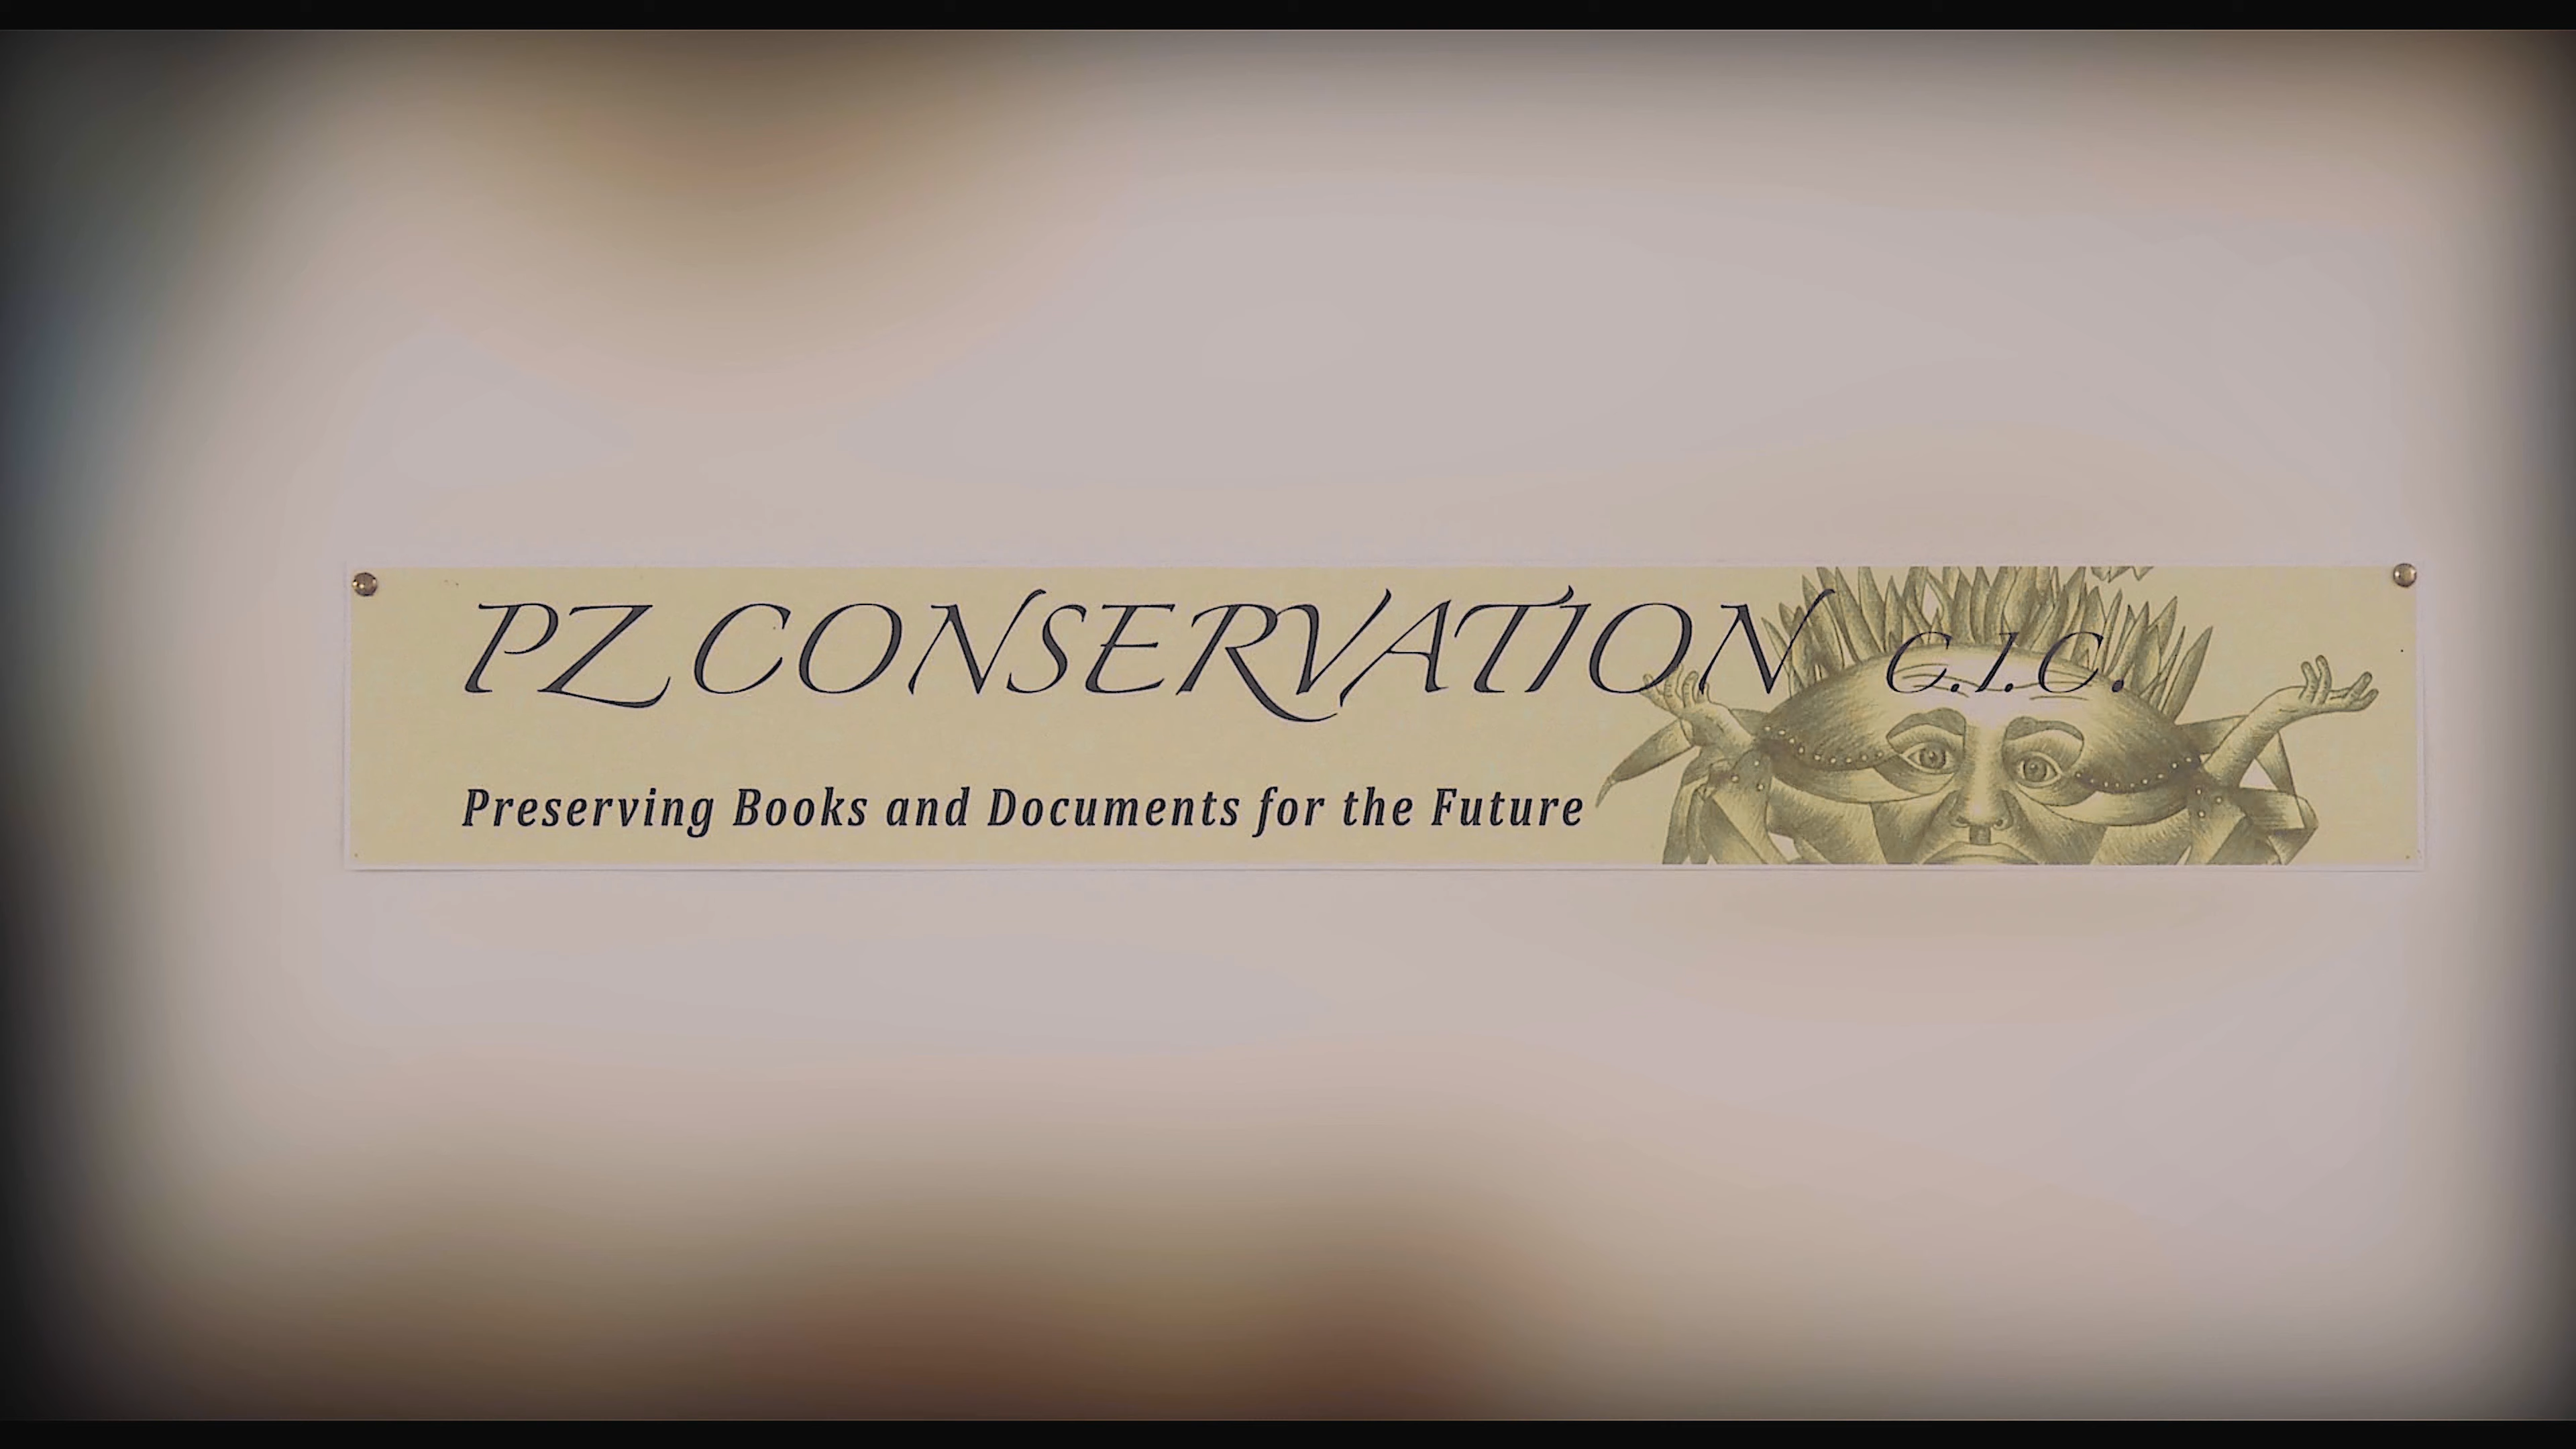 PZ CONSERVATION C.I.C.
Preserving Books and Documents for the Future